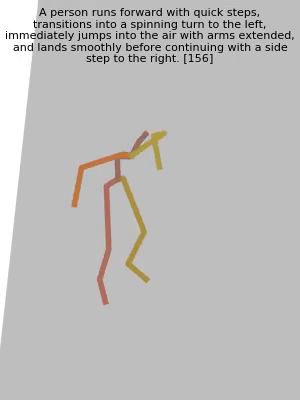 A person runs forward with quick steps,
transitions into a spinning turn to the left,
immediately jumps into the air with arms extended,
and lands smoothly before continuing with a side
step to the right. [156]